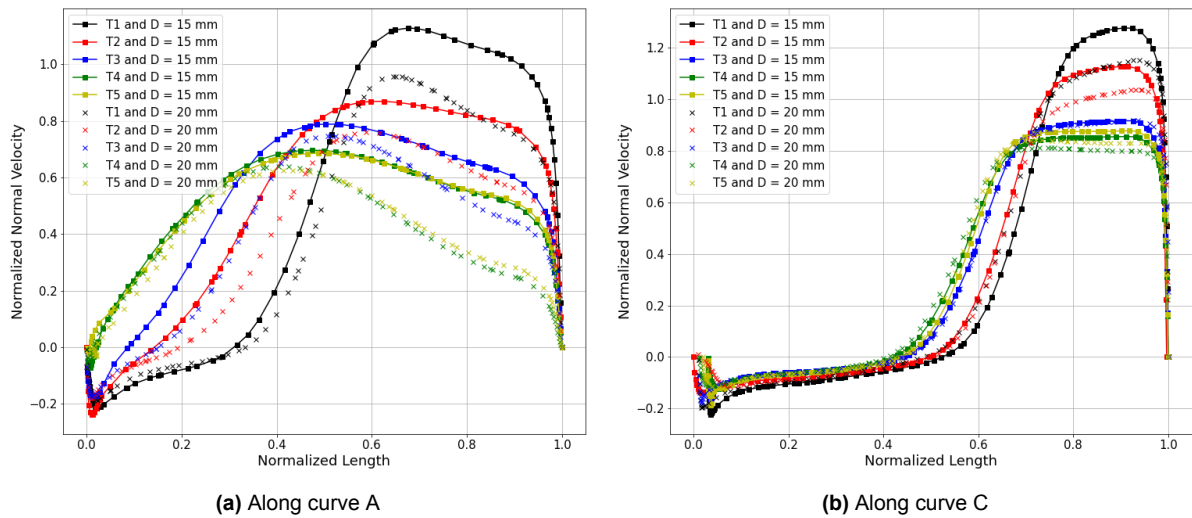 T1 and D = 15 mm
T2 and D = 15 mm
T3 and D = 15 mm
T4 and D = 15 mm
T5 and D = 15 mm
T1 and D = 20 mm
T2 and D = 20 mm
T3 and D = 20 mm
T4 and D = 20 mm
T5 and D = 20 mm
Normalized Normal Velocity
1.0
0.8
0.6
0.4
0.2
0.0
−0.2
0.0 0.2 0.4 0.6 0.8 1.0
Normalized Length
(a) Along curve A
T1 and D = 15 mm
T2 and D = 15 mm
T3 and D = 15 mm
T4 and D = 15 mm
T5 and D = 15 mm
T1 and D = 20 mm
T2 and D = 20 mm
T3 and D = 20 mm
T4 and D = 20 mm
T5 and D = 20 mm
Normalized Normal Velocity
1.2
1.0
0.8
0.6
0.4
0.2
0.0
−0.2
0.0 0.2 0.4 0.6 0.8 1.0
Normalized Length
(b) Along curve C